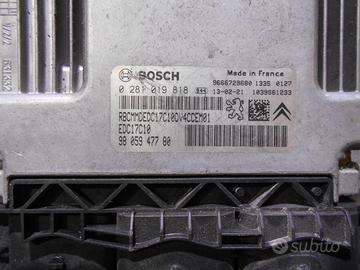 BOSCH
Made in France
9666729680 1335 0127
0 281 019 818
13-02-21 1039S61233
RBCMMDEDC17C10DV4CCEM01
EDC17C10
98 059 477 80
subito